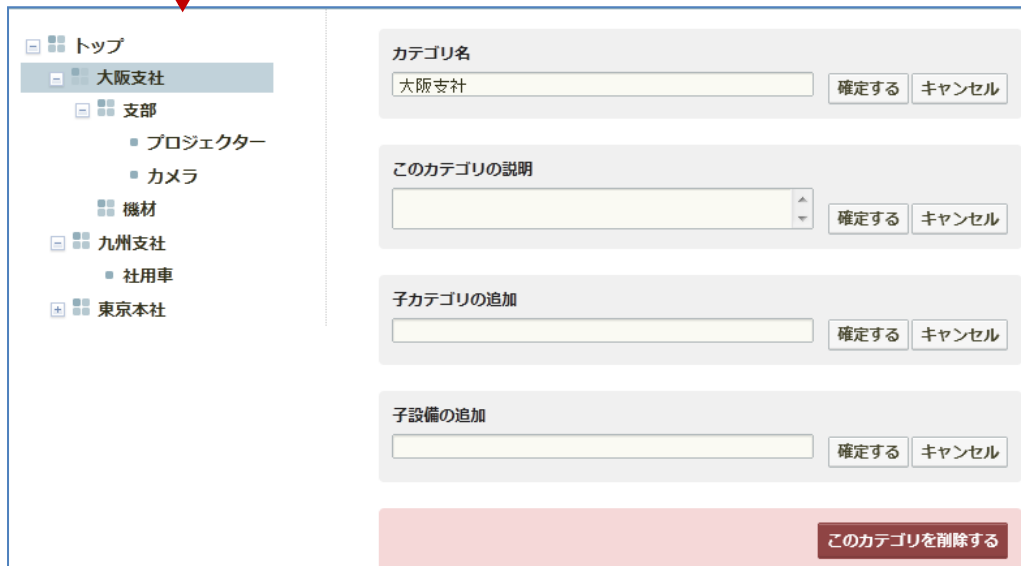 トップ
大阪支社
支部
プロジェクター
カメラ
機材
九州支社
社用車
東京本社
カテゴリ名
大阪支社 確定する キャンセル
このカテゴリの説明
確定する キャンセル
子カテゴリの追加
確定する キャンセル
子設備の追加
確定する キャンセル
このカテゴリを削除する